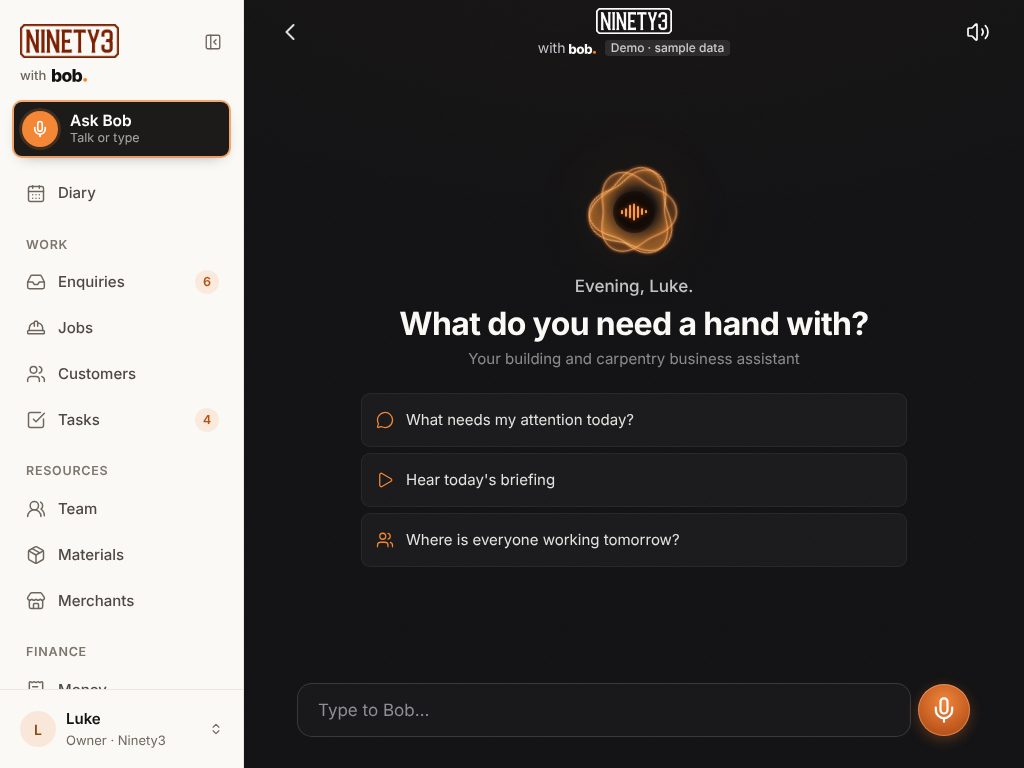 NINETY3
with bob.
Ask Bob
Talk or type
Diary
WORK
Enquiries 6
Jobs
Customers
Tasks 4
RESOURCES
Team
Materials
Merchants
FINANCE
Money
L
Luke
Owner · Ninety3
NINETY3
with bob. Demo · sample data
Evening, Luke.
What do you need a hand with?
Your building and carpentry business assistant
What needs my attention today?
Hear today's briefing
Where is everyone working tomorrow?
Type to Bob...